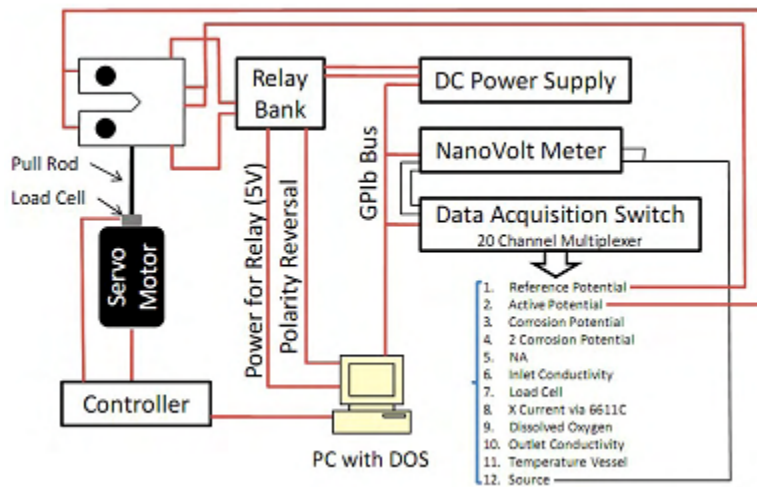 Relay
Bank
DC Power Supply
NanoVolt Meter
Data Acquisition Switch
20 Channel Multiplexer
GPIb Bus
Pull Rod
Load Cell
Servo
Motor
Power for Relay (5V)
Polarity Reversal
Controller
PC with DOS
1. Reference Potential
2. Active Potential
3. Corrosion Potential
4. 2 Corrosion Potential
5. NA
6. Inlet Conductivity
7. Load Cell
8. X Current via 6611C
9. Dissolved Oxygen
10. Outlet Conductivity
11. Temperature Vessel
12. Source